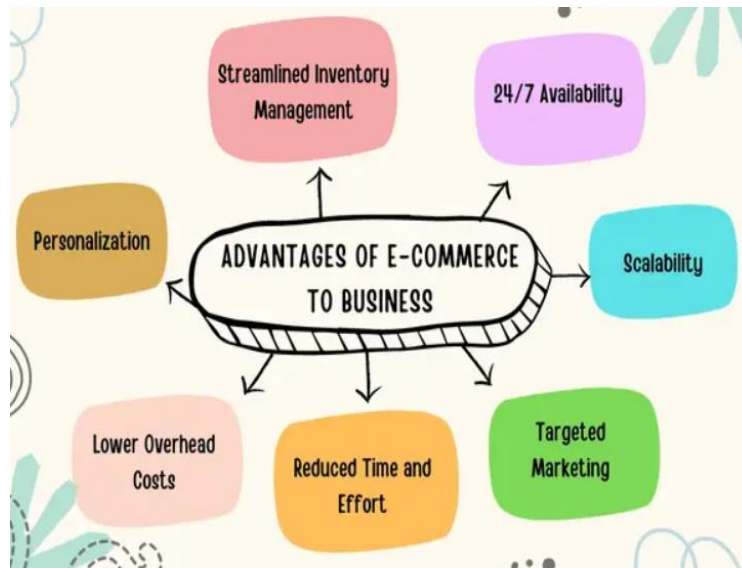 Streamlined Inventory
Management
24/7 Availability
Personalization
ADVANTAGES OF E-COMMERCE
TO BUSINESS
Scalability
Lower Overhead
Costs
Reduced Time and
Effort
Targeted
Marketing